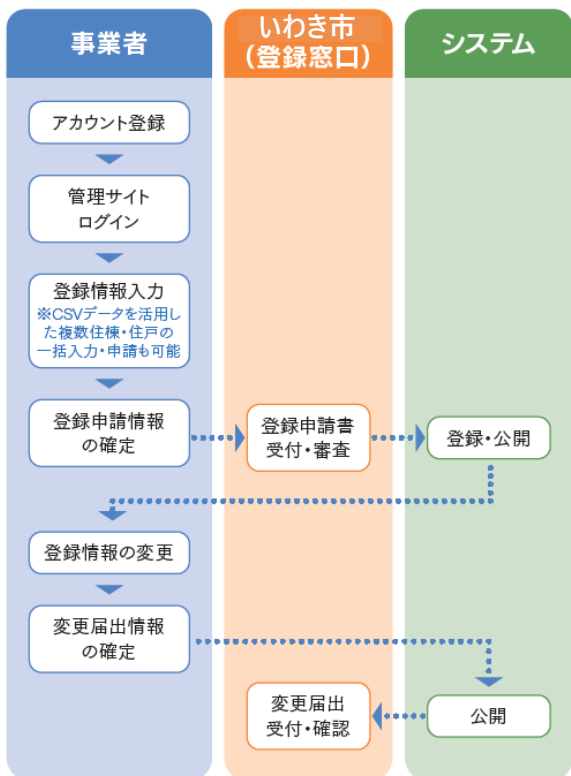 事業者
いわき市
(登録窓口)
システム
アカウント登録
管理サイト
ログイン
登録情報入力
※CSVデータを活用し
た複数住棟・住戸の
一括入力・申請も可能
登録申請情報
の確定
登録申請書
受付・審査
登録・公開
登録情報の変更
変更届出情報
の確定
変更届出
受付・確認
公開